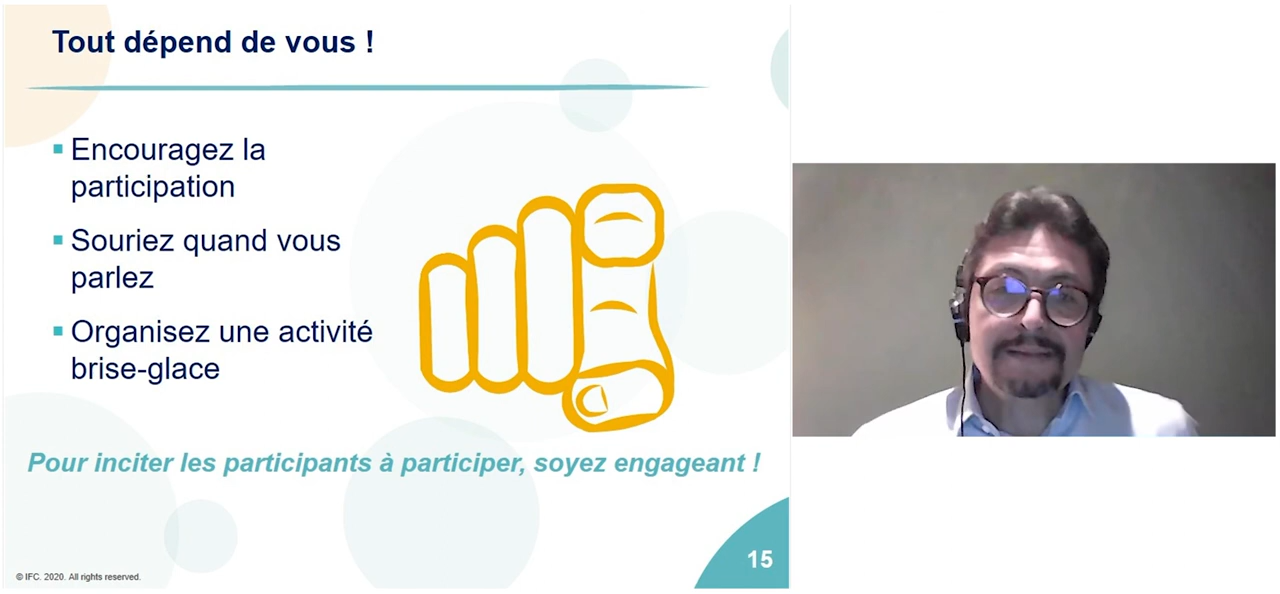 Tout dépend de vous !
▪ Encouragez la
participation
▪ Souriez quand vous
parlez
▪ Organisez une activité
brise-glace
Pour inciter les participants à participer, soyez engageant !
15
© IFC. 2020. All rights reserved.